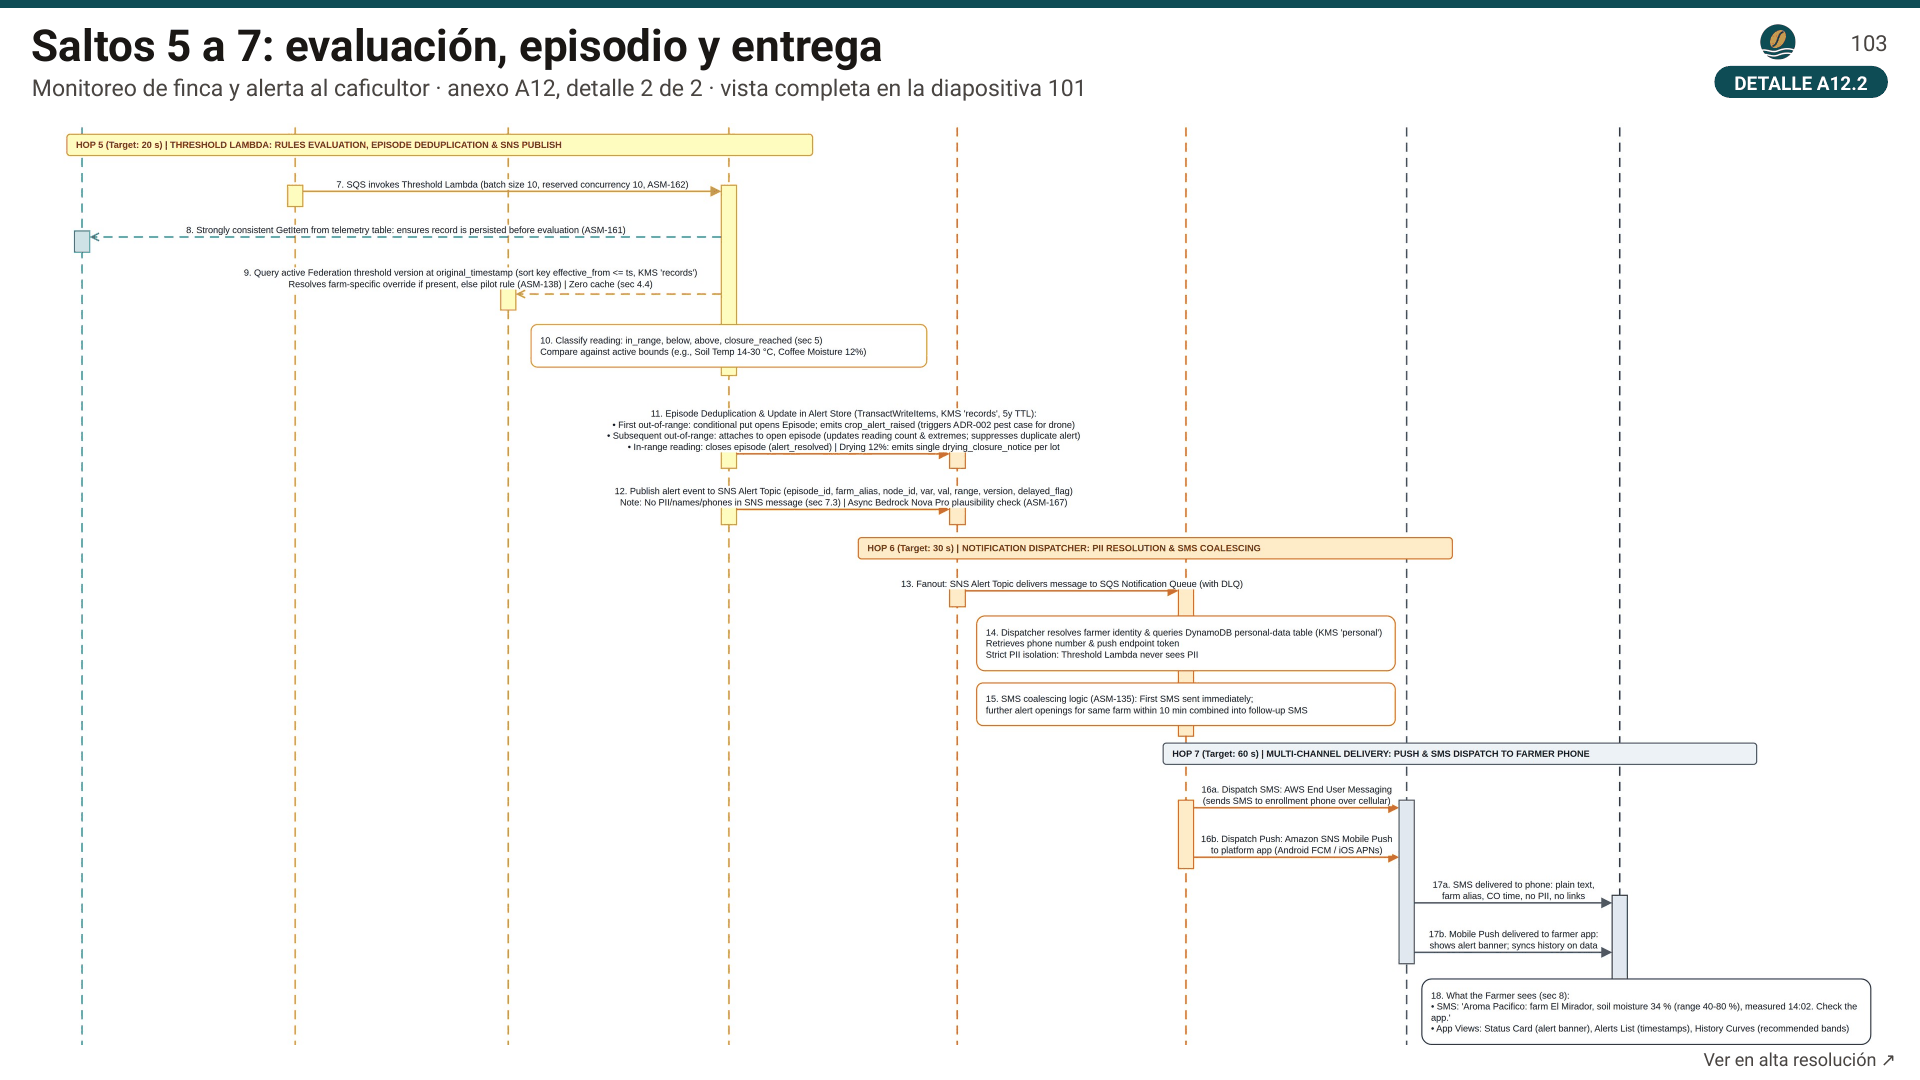 Saltos 5 a 7: evaluación, episodio y entrega
103
Monitoreo de finca y alerta al caficultor · anexo A12, detalle 2 de 2 · vista completa en la diapositiva 101
DETALLE A12.2
HOP 5 (Target: 20 s) | THRESHOLD LAMBDA: RULES EVALUATION, EPISODE DEDUPLICATION & SNS PUBLISH
7. SQS invokes Threshold Lambda (batch size 10, reserved concurrency 10, ASM-162)
8. Strongly consistent GetItem from telemetry table: ensures record is persisted before evaluation (ASM-161)
9. Query active Federation threshold version at original_timestamp (sort key effective_from <= ts, KMS 'records')
Resolves farm-specific override if present, else pilot rule (ASM-138) | Zero cache (sec 4.4)
10. Classify reading: in_range, below, above, closure_reached (sec 5)
Compare against active bounds (e.g., Soil Temp 14-30 °C, Coffee Moisture 12%)
11. Episode Deduplication & Update in Alert Store (TransactWriteItems, KMS 'records', 5y TTL):
• First out-of-range: conditional put opens Episode; emits crop_alert_raised (triggers ADR-002 pest case for drone)
• Subsequent out-of-range: attaches to open episode (updates reading count & extremes; suppresses duplicate alert)
• In-range reading: closes episode (alert_resolved) | Drying 12%: emits single drying_closure_notice per lot
12. Publish alert event to SNS Alert Topic (episode_id, farm_alias, node_id, var, val, range, version, delayed_flag)
Note: No PII/names/phones in SNS message (sec 7.3) | Async Bedrock Nova Pro plausibility check (ASM-167)
HOP 6 (Target: 30 s) | NOTIFICATION DISPATCHER: PII RESOLUTION & SMS COALESCING
13. Fanout: SNS Alert Topic delivers message to SQS Notification Queue (with DLQ)
14. Dispatcher resolves farmer identity & queries DynamoDB personal-data table (KMS 'personal')
Retrieves phone number & push endpoint token
Strict PII isolation: Threshold Lambda never sees PII
15. SMS coalescing logic (ASM-135): First SMS sent immediately;
further alert openings for same farm within 10 min combined into follow-up SMS
HOP 7 (Target: 60 s) | MULTI-CHANNEL DELIVERY: PUSH & SMS DISPATCH TO FARMER PHONE
16a. Dispatch SMS: AWS End User Messaging
(sends SMS to enrollment phone over cellular)
16b. Dispatch Push: Amazon SNS Mobile Push
to platform app (Android FCM / iOS APNs)
17a. SMS delivered to phone: plain text,
farm alias, CO time, no PII, no links
17b. Mobile Push delivered to farmer app:
shows alert banner; syncs history on data
18. What the Farmer sees (sec 8):
• SMS: 'Aroma Pacifico: farm El Mirador, soil moisture 34 % (range 40-80 %), measured 14:02. Check the
app.'
• App Views: Status Card (alert banner), Alerts List (timestamps), History Curves (recommended bands)
Ver en alta resolución ↗